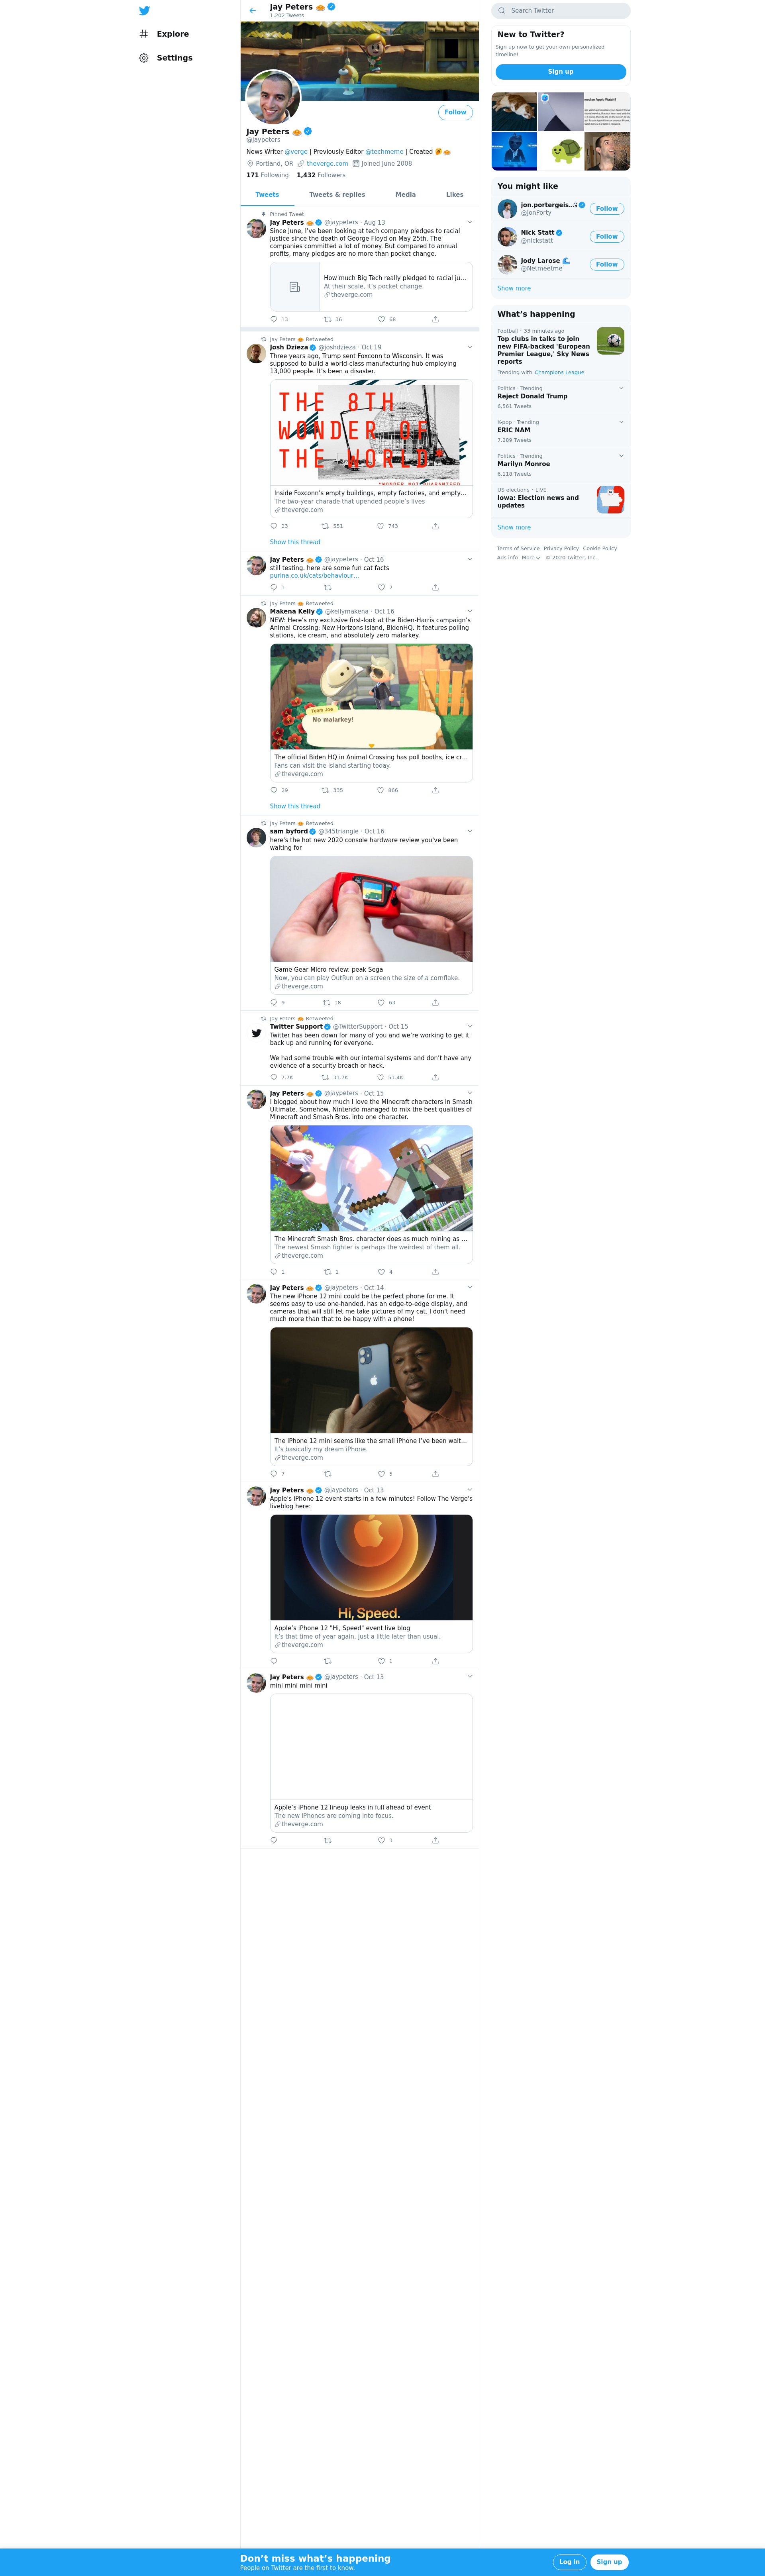 Explore
Settings
Jay Peters
1,202 Tweets
Follow
Jay Peters
@jaypeters
News Writer @verge | Previously Editor @techmeme | Created
Portland, OR theverge.com Joined June 2008
171 Following 1,432 Followers
Tweets Tweets & replies Media Likes
Pinned Tweet
Jay Peters @jaypeters · Aug 13
Since June, I've been looking at tech company pledges to racial
justice since the death of George Floyd on May 25th. The
companies committed a lot of money. But compared to annual
profits, many pledges are no more than pocket change.
How much Big Tech really pledged to racial ju...
At their scale, it's pocket change.
theverge.com
13 36 68
Jay Peters Retweeted
Josh Dzieza @joshdzieza · Oct 19
Three years ago, Trump sent Foxconn to Wisconsin. It was
supposed to build a world-class manufacturing hub employing
13,000 people. It's been a disaster.
THE 8TH
WONDER OF
THE WORLD*
*WONDER NOT GUARANTEED
Inside Foxconn's empty buildings, empty factories, and empty...
The two-year charade that upended people's lives
theverge.com
23 551 743
Show this thread
Jay Peters @jaypeters · Oct 16
still testing. here are some fun cat facts
purina.co.uk/cats/behaviour...
1 2
Jay Peters Retweeted
Makena Kelly @kellymakena · Oct 16
NEW: Here's my exclusive first-look at the Biden-Harris campaign's
Animal Crossing: New Horizons island, BidenHQ. It features polling
stations, ice cream, and absolutely zero malarkey.
Team Joe
No malarkey!
The official Biden HQ in Animal Crossing has poll booths, ice cr...
Fans can visit the island starting today.
theverge.com
29 335 866
Show this thread
Jay Peters Retweeted
sam byford @345triangle · Oct 16
here's the hot new 2020 console hardware review you've been
waiting for
Game Gear Micro review: peak Sega
Now, you can play OutRun on a screen the size of a cornflake.
theverge.com
9 18 63
Jay Peters Retweeted
Twitter Support @TwitterSupport · Oct 15
Twitter has been down for many of you and we're working to get it
back up and running for everyone.
We had some trouble with our internal systems and don't have any
evidence of a security breach or hack.
7.7K 31.7K 51.4K
Jay Peters @jaypeters · Oct 15
I blogged about how much I love the Minecraft characters in Smash
Ultimate. Somehow, Nintendo managed to mix the best qualities of
Minecraft and Smash Bros. into one character.
The Minecraft Smash Bros. character does as much mining as ...
The newest Smash fighter is perhaps the weirdest of them all.
theverge.com
1 1 4
Jay Peters @jaypeters · Oct 14
The new iPhone 12 mini could be the perfect phone for me. It
seems easy to use one-handed, has an edge-to-edge display, and
cameras that will still let me take pictures of my cat. I don't need
much more than that to be happy with a phone!
The iPhone 12 mini seems like the small iPhone I've been wait...
It's basically my dream iPhone.
theverge.com
7 5
Jay Peters @jaypeters · Oct 13
Apple's iPhone 12 event starts in a few minutes! Follow The Verge's
liveblog here:
Hi, Speed.
Apple's iPhone 12 "Hi, Speed" event live blog
It's that time of year again, just a little later than usual.
theverge.com
1
Jay Peters @jaypeters · Oct 13
mini mini mini mini
Apple's iPhone 12 lineup leaks in full ahead of event
The new iPhones are coming into focus.
theverge.com
3
Search Twitter
New to Twitter?
Sign up now to get your own personalized
timeline!
Sign up
You might like
jon.portergeis...
@JonPorty
Follow
Nick Statt
@nickstatt
Follow
Jody Larose
@Netmeetme
Follow
Show more
What's happening
Football · 33 minutes ago
Top clubs in talks to join
new FIFA-backed 'European
Premier League,' Sky News
reports
Trending with Champions League
Politics · Trending
Reject Donald Trump
6,561 Tweets
K-pop · Trending
ERIC NAM
7,289 Tweets
Politics · Trending
Marilyn Monroe
6,118 Tweets
US elections · LIVE
Iowa: Election news and
updates
Show more
Terms of Service Privacy Policy Cookie Policy
Ads info More © 2020 Twitter, Inc.
Don't miss what's happening
People on Twitter are the first to know.
Log in Sign up